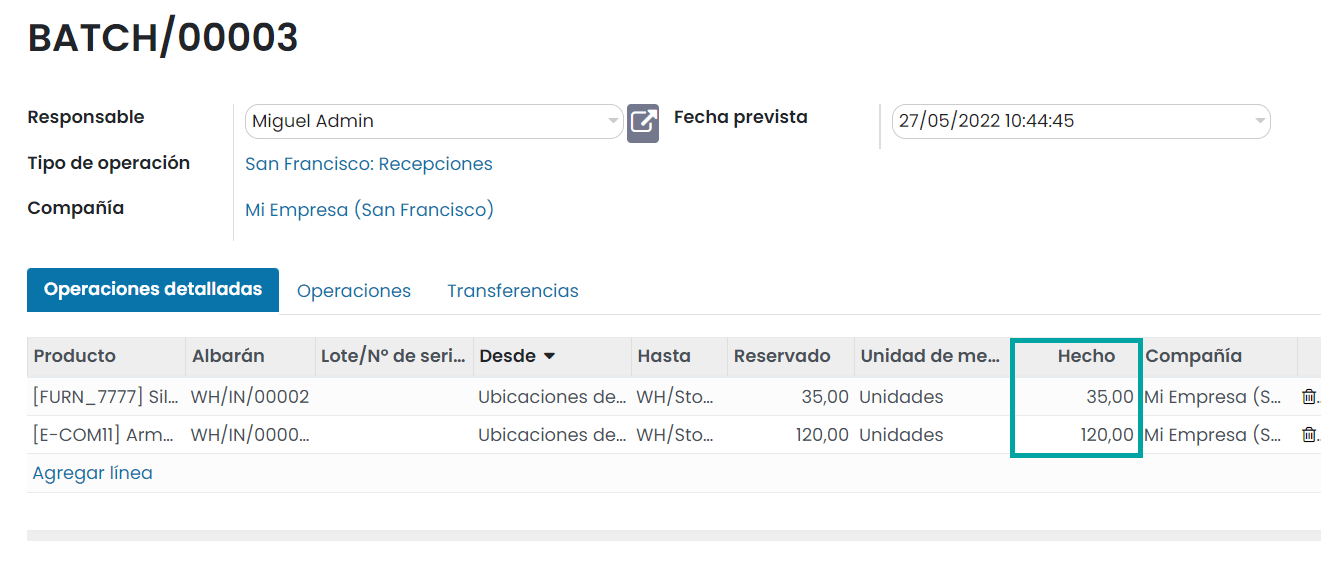 BATCH/00003
Responsable Miguel Admin Fecha prevista 27/05/2022 10:44:45
Tipo de operación San Francisco: Recepciones
Compañía Mi Empresa (San Francisco)
Operaciones detalladas Operaciones Transferencias
Producto Albarán Lote/Nº de seri... Desde Hasta Reservado Unidad de me... Hecho Compañía
[FURN_7777] Sil... WH/IN/00002 Ubicaciones de... WH/Sto... 35,00 Unidades 35,00 Mi Empresa (S...
[E-COM11] Arm... WH/IN/0000... Ubicaciones de... WH/Sto... 120,00 Unidades 120,00 Mi Empresa (S...
Agregar línea